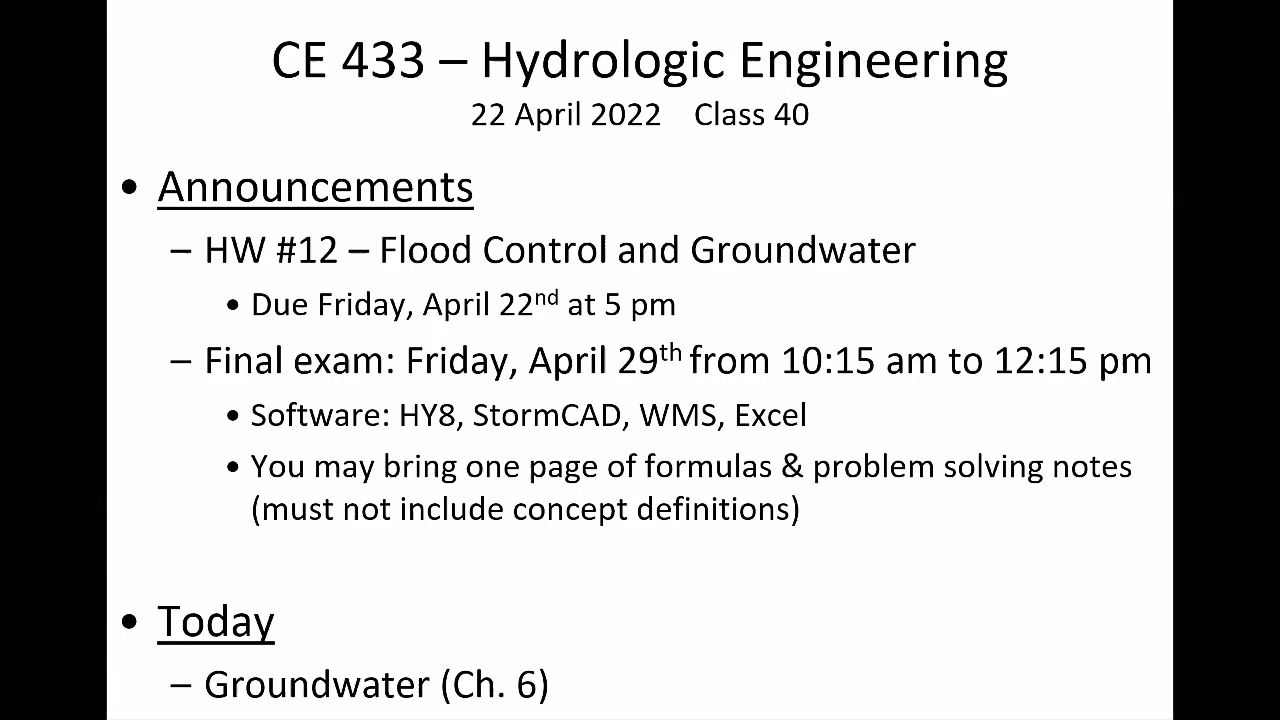 CE 433 – Hydrologic Engineering
22 April 2022 Class 40
• Announcements
– HW #12 – Flood Control and Groundwater
• Due Friday, April 22nd at 5 pm
– Final exam: Friday, April 29th from 10:15 am to 12:15 pm
• Software: HY8, StormCAD, WMS, Excel
• You may bring one page of formulas & problem solving notes
(must not include concept definitions)
• Today
– Groundwater (Ch. 6)